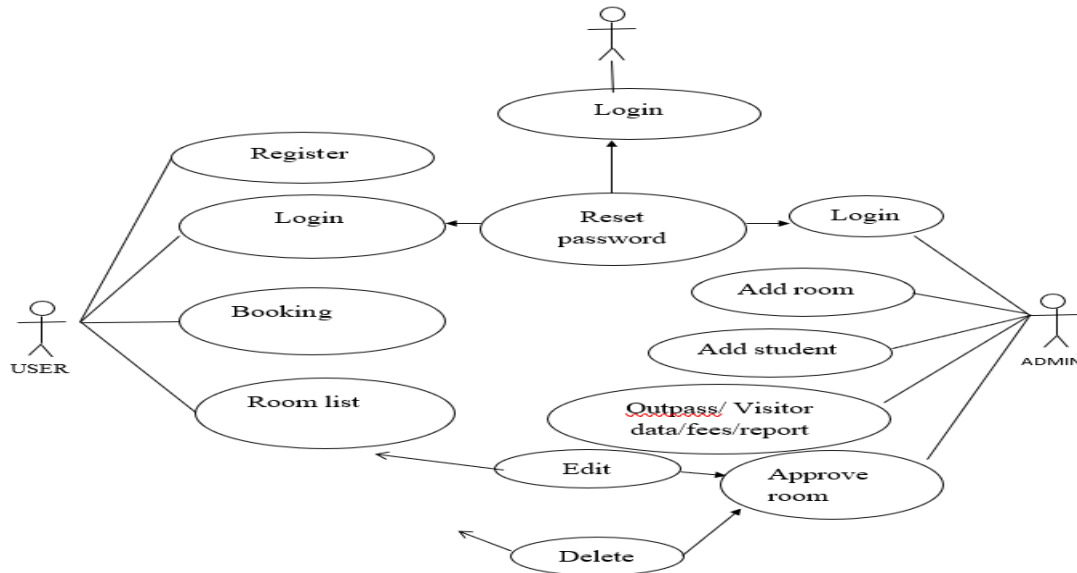 Login
Register
Login
Reset
password
Login
Add room
Booking
USER
Add student
ADMIN
Room list
Outpass/ Visitor
data/fees/report
Edit
Approve
room
Delete